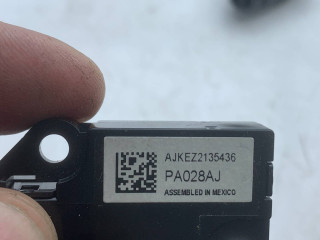 AJKEZ2135436
PA028AJ
ASSEMBLED IN MEXICO